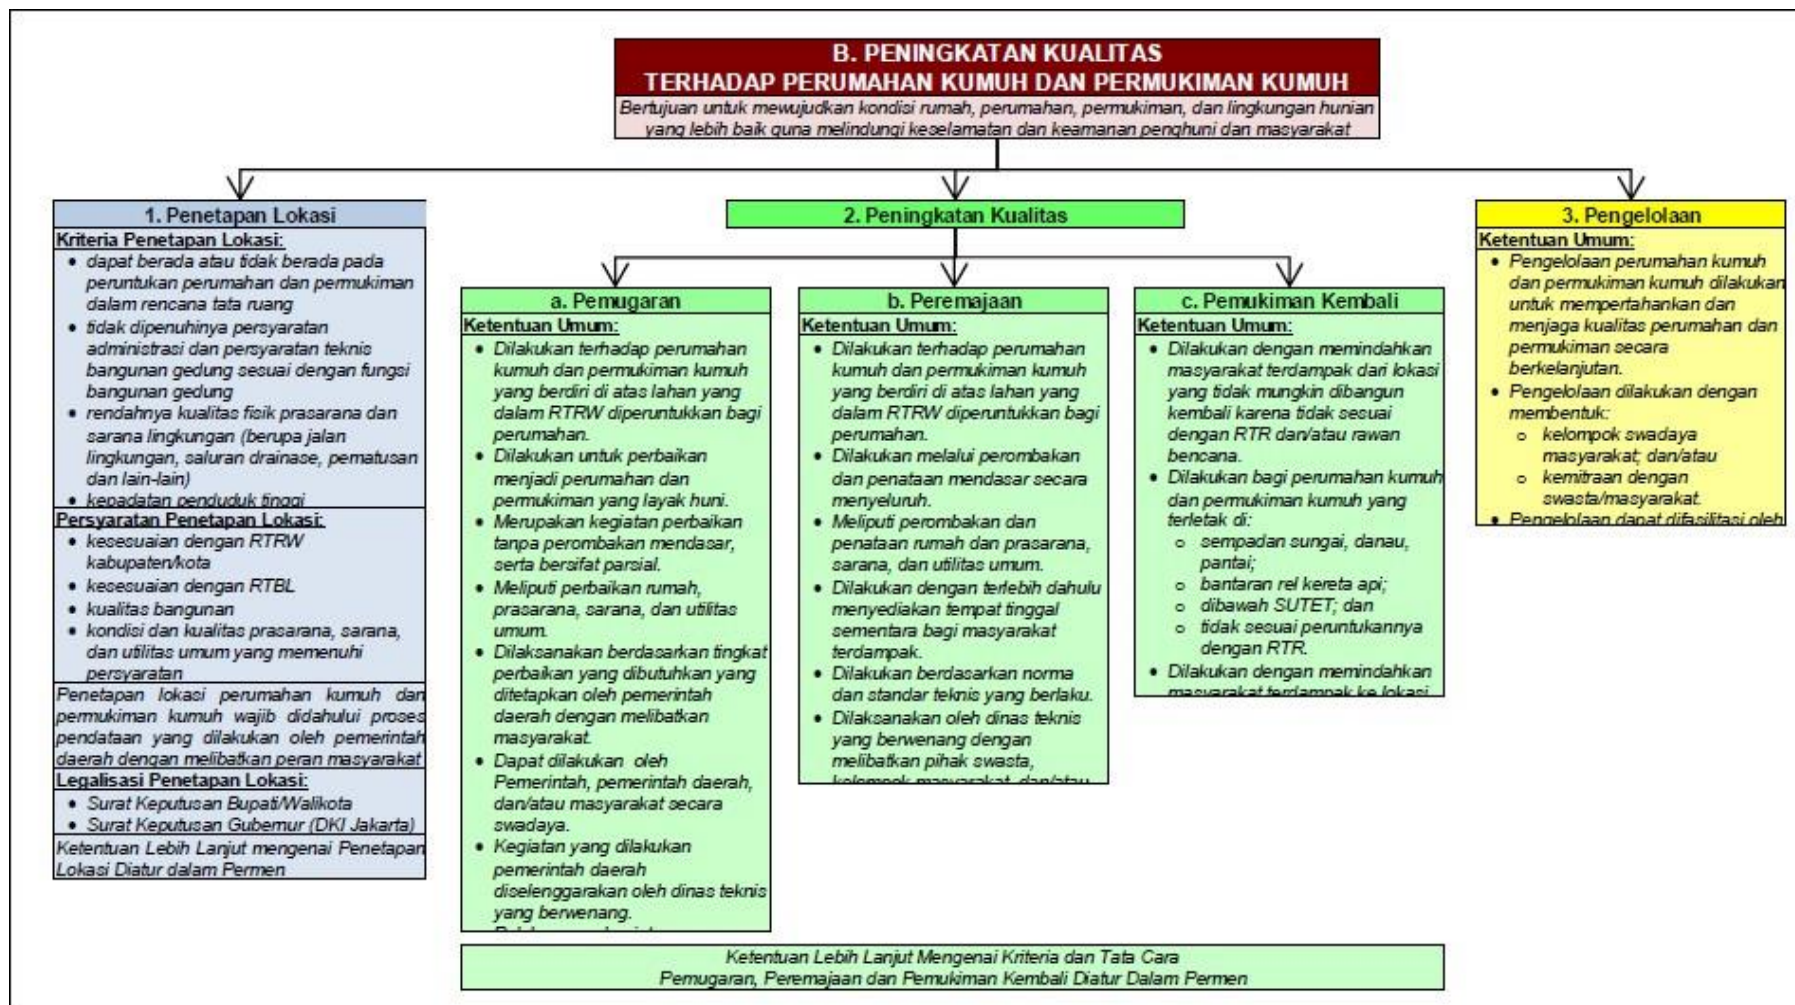 B. PENINGKATAN KUALITAS
TERHADAP PERUMAHAN KUMUH DAN PERMUKIMAN KUMUH
Bertujuan untuk mewujudkan kondisi rumah, perumahan, permukiman, dan lingkungan hunian
yang lebih baik guna melindungi keselamatan dan keamanan penghuni dan masyarakat
1. Penetapan Lokasi
Kriteria Penetapan Lokasi:
• dapat berada atau tidak berada pada
peruntukan perumahan dan permukiman
dalam rencana tata ruang
• tidak dipenuhinya persyaratan
administrasi dan persyaratan teknis
bangunan gedung sesuai dengan fungsi
bangunan gedung
• rendahnya kualitas fisik prasarana dan
sarana lingkungan (berupa jalan
lingkungan, saluran drainase, pematusan
dan lain-lain)
• kepadatan penduduk tinggi
Persyaratan Penetapan Lokasi:
• kesesuaian dengan RTRW
kabupaten/kota
• kesesuaian dengan RTBL
• kualitas bangunan
• kondisi dan kualitas prasarana, sarana,
dan utilitas umum yang memenuhi
persyaratan
Penetapan lokasi perumahan kumuh dan
permukiman kumuh wajib didahului proses
pendataan yang dilakukan oleh pemerintah
daerah dengan melibatkan peran masyarakat
Legalisasi Penetapan Lokasi:
• Surat Keputusan Bupati/Walikota
• Surat Keputusan Gubernur (DKI Jakarta)
Ketentuan Lebih Lanjut mengenai Penetapan
Lokasi Diatur dalam Permen
2. Peningkatan Kualitas
a. Pemugaran
Ketentuan Umum:
• Dilakukan terhadap perumahan
kumuh dan permukiman kumuh
yang berdiri di atas lahan yang
dalam RTRW diperuntukkan bagi
perumahan.
• Dilakukan untuk perbaikan
menjadi perumahan dan
permukiman yang layak huni.
• Merupakan kegiatan perbaikan
tanpa perombakan mendasar,
serta bersifat parsial.
• Meliputi perbaikan rumah,
prasarana, sarana, dan utilitas
umum.
• Dilaksanakan berdasarkan tingkat
perbaikan yang dibutuhkan yang
ditetapkan oleh pemerintah
daerah dengan melibatkan
masyarakat.
• Dapat dilakukan oleh
Pemerintah, pemerintah daerah,
dan/atau masyarakat secara
swadaya.
• Kegiatan yang dilakukan
pemerintah daerah
diselenggarakan oleh dinas teknis
yang berwenang.
b. Peremajaan
Ketentuan Umum:
• Dilakukan terhadap perumahan
kumuh dan permukiman kumuh
yang berdiri di atas lahan yang
dalam RTRW diperuntukkan bagi
perumahan.
• Dilakukan melalui perombakan
dan penataan mendasar secara
menyeluruh.
• Meliputi perombakan dan
penataan rumah dan prasarana,
sarana, dan utilitas umum.
• Dilakukan dengan terlebih dahulu
menyediakan tempat tinggal
sementara bagi masyarakat
terdampak.
• Dilakukan berdasarkan norma
dan standar teknis yang berlaku.
• Dilaksanakan oleh dinas teknis
yang berwenang dengan
melibatkan pihak swasta,
kelompok masyarakat, dan/atau
c. Pemukiman Kembali
Ketentuan Umum:
• Dilakukan dengan memindahkan
masyarakat terdampak dari lokasi
yang tidak mungkin dibangun
kembali karena tidak sesuai
dengan RTR dan/atau rawan
bencana.
• Dilakukan bagi perumahan kumuh
dan permukiman kumuh yang
terletak di:
o sempadan sungai, danau,
pantai;
o bantaran rel kereta api;
o dibawah SUTET; dan
o tidak sesuai peruntukannya
dengan RTR.
• Dilakukan dengan memindahkan
masyarakat terdampak ke lokasi
Ketentuan Lebih Lanjut Mengenai Kriteria dan Tata Cara
Pemugaran, Peremajaan dan Pemukiman Kembali Diatur Dalam Permen
3. Pengelolaan
Ketentuan Umum:
• Pengelolaan perumahan kumuh
dan permukiman kumuh dilakukan
untuk mempertahankan dan
menjaga kualitas perumahan dan
permukiman secara
berkelanjutan.
• Pengelolaan dilakukan dengan
membentuk:
o kelompok swadaya
masyarakat; dan/atau
o kemitraan dengan
swasta/masyarakat.
• Pengelolaan dapat difasilitasi oleh